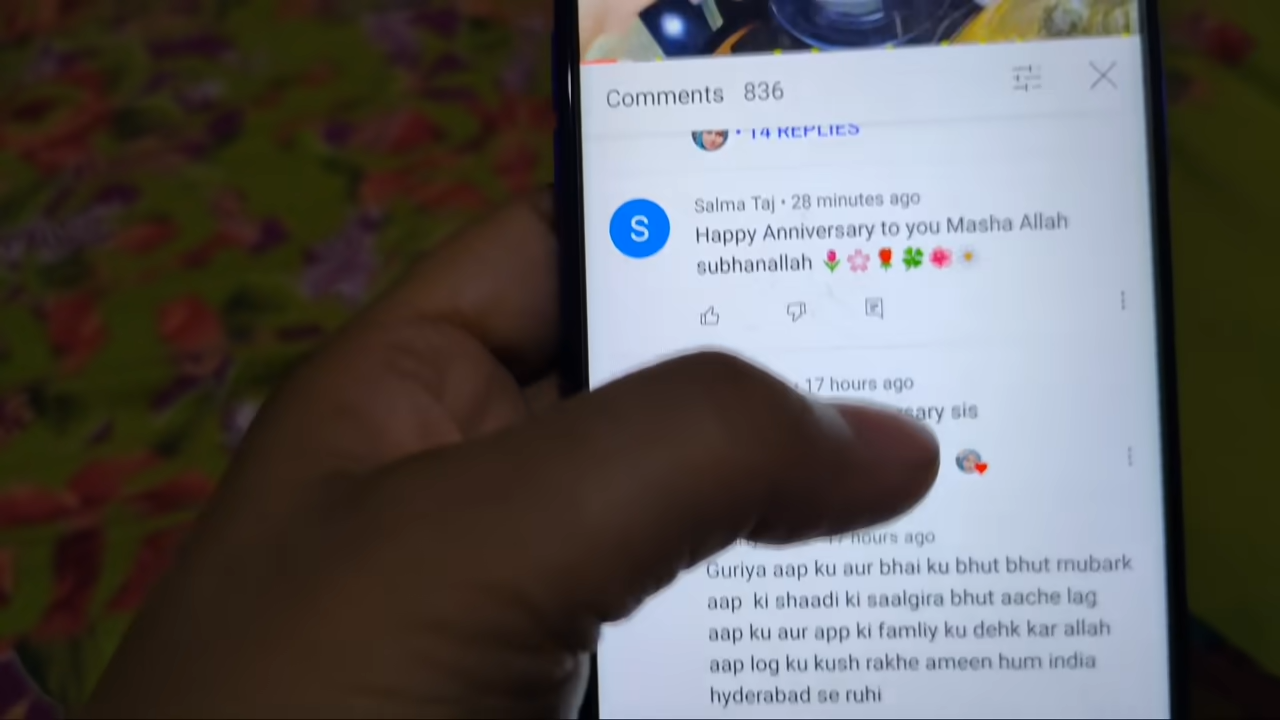 Comments 836
14 REPLIES
S
Salma Taj • 28 minutes ago
Happy Anniversary to you Masha Allah
subhanallah 🌷🌸🌹🍀🌺🌼
• 17 hours ago
sis
17 hours ago
Guriya aap ku aur bhai ku bhut bhut mubark
aap ki shaadi ki saalgira bhut aache lag
aap ku aur app ki famliy ku dehk kar allah
aap log ku kush rakhe ameen hum india
hyderabad se ruhi